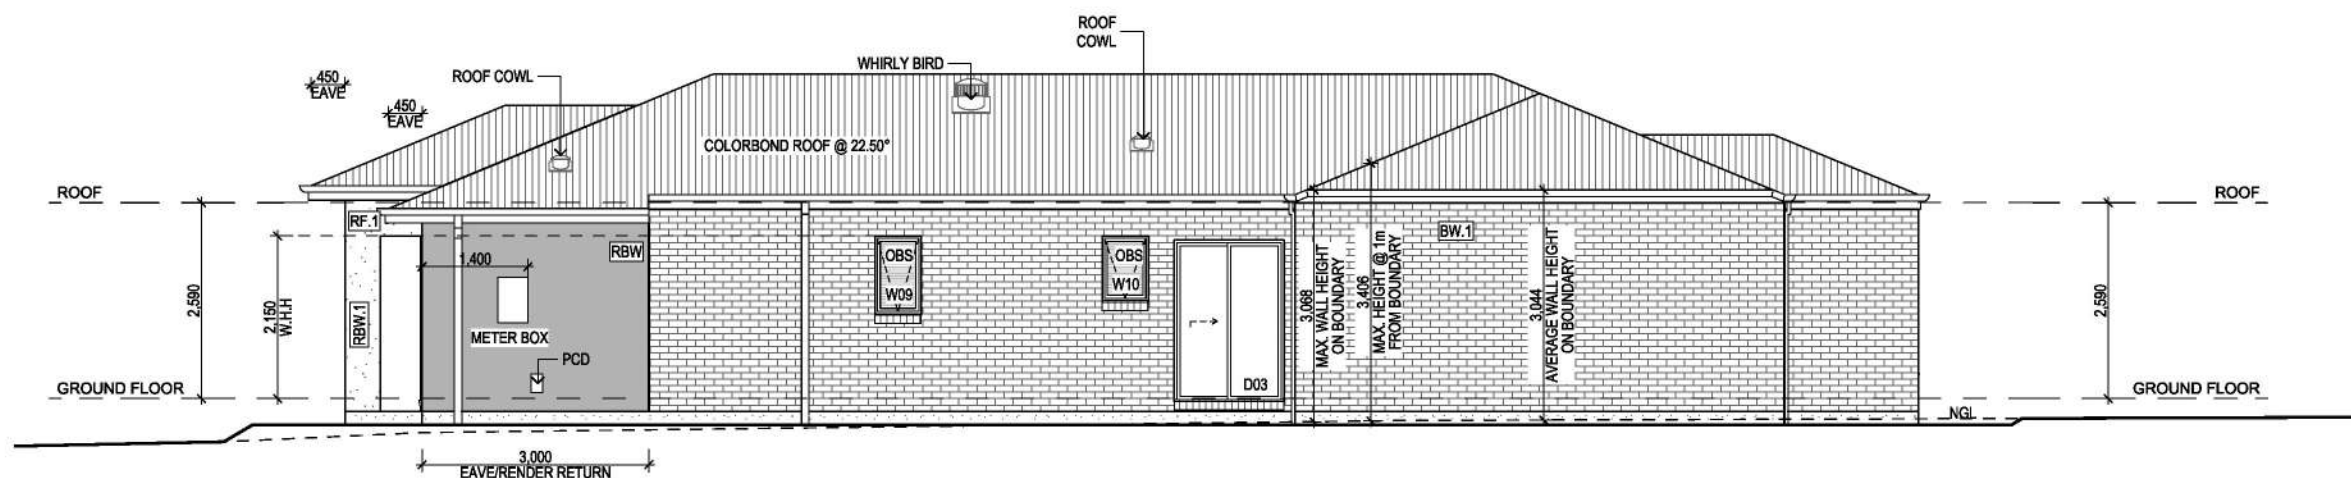 ROOF
COWL
WHIRLY BIRD
ROOF COWL
450
EAVE
450
EAVE
COLORBOND ROOF @ 22.50°
ROOF
ROOF
RF.1
RBW
BW.1
1,400
OBS
W09
OBS
W10
2,590
2,150
W.H.H
RBW.1
METER BOX
PCD
D03
3,068
MAX. WALL HEIGHT
ON BOUNDARY
3,406
MAX. HEIGHT @ 1m
FROM BOUNDARY
3,044
AVERAGE WALL HEIGHT
ON BOUNDARY
2,590
GROUND FLOOR
GROUND FLOOR
NGL
3,000
EAVE/RENDER RETURN